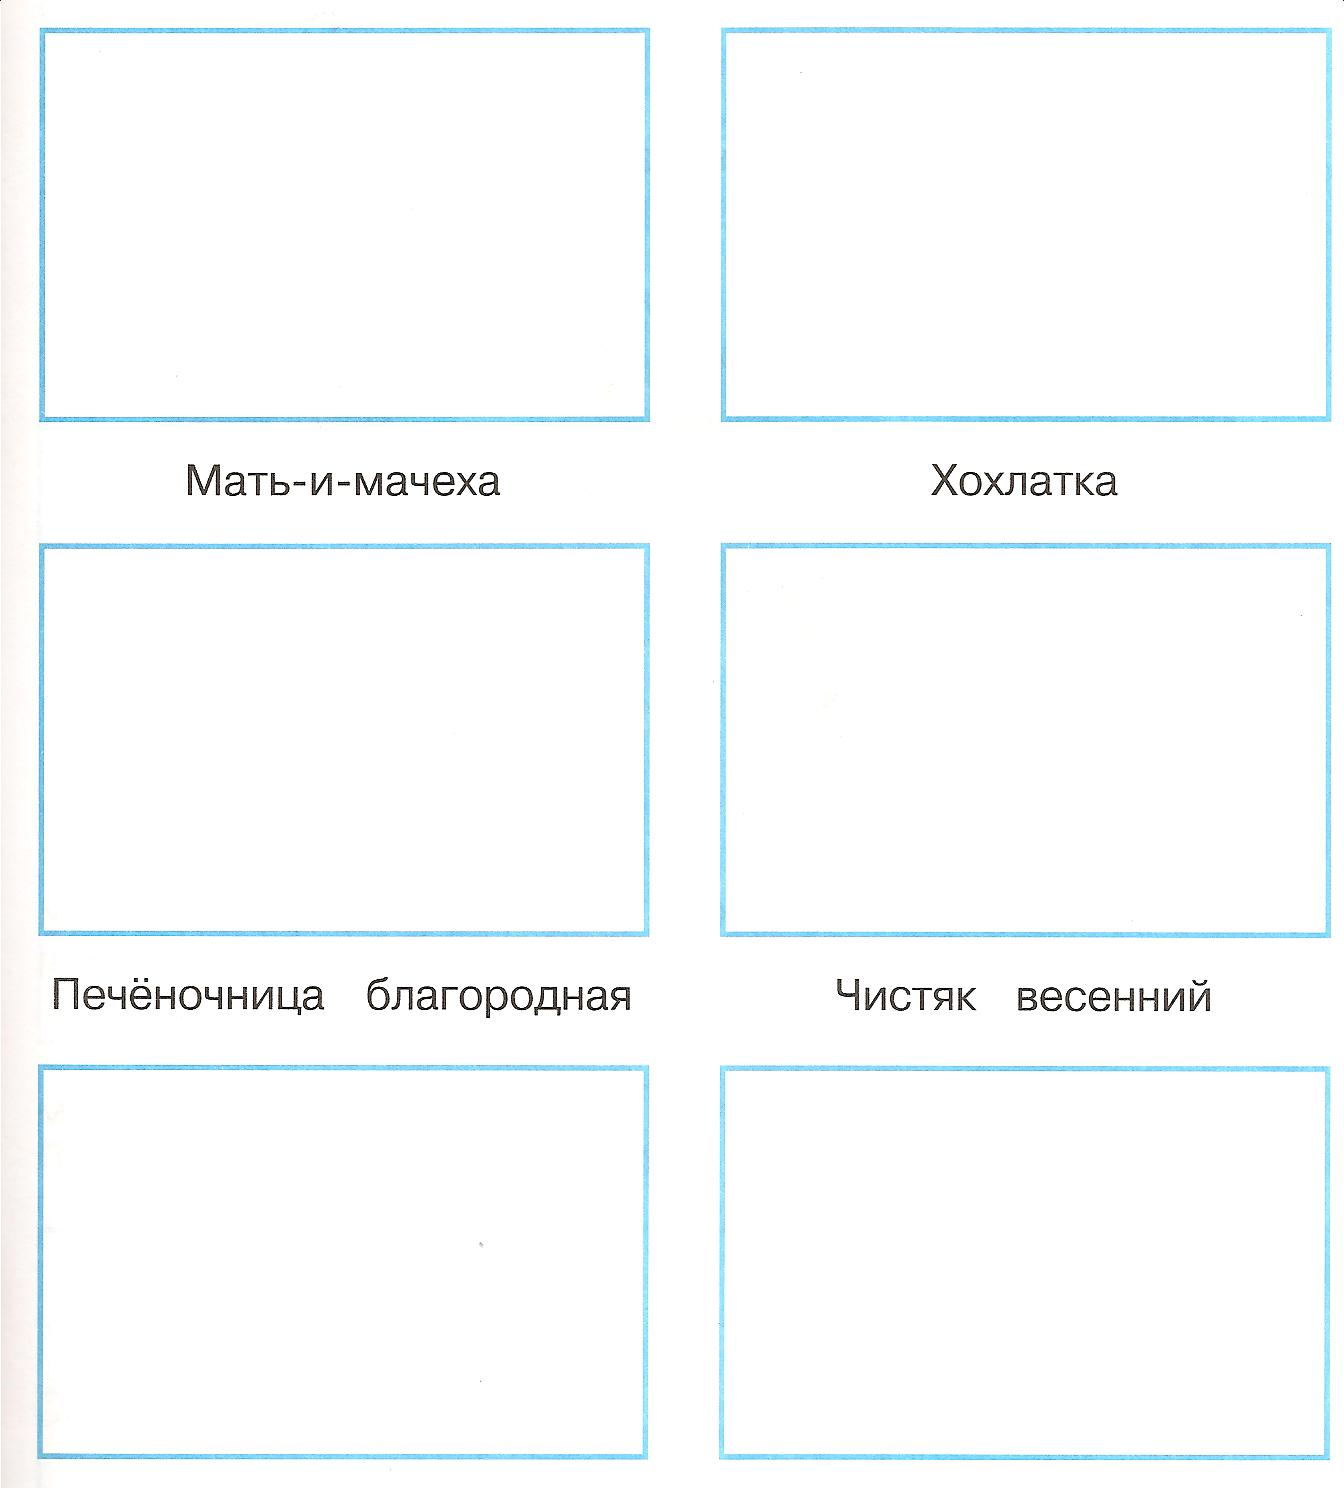 Мать-и-мачеха
Хохлатка
Печёночница благородная
Чистяк весенний